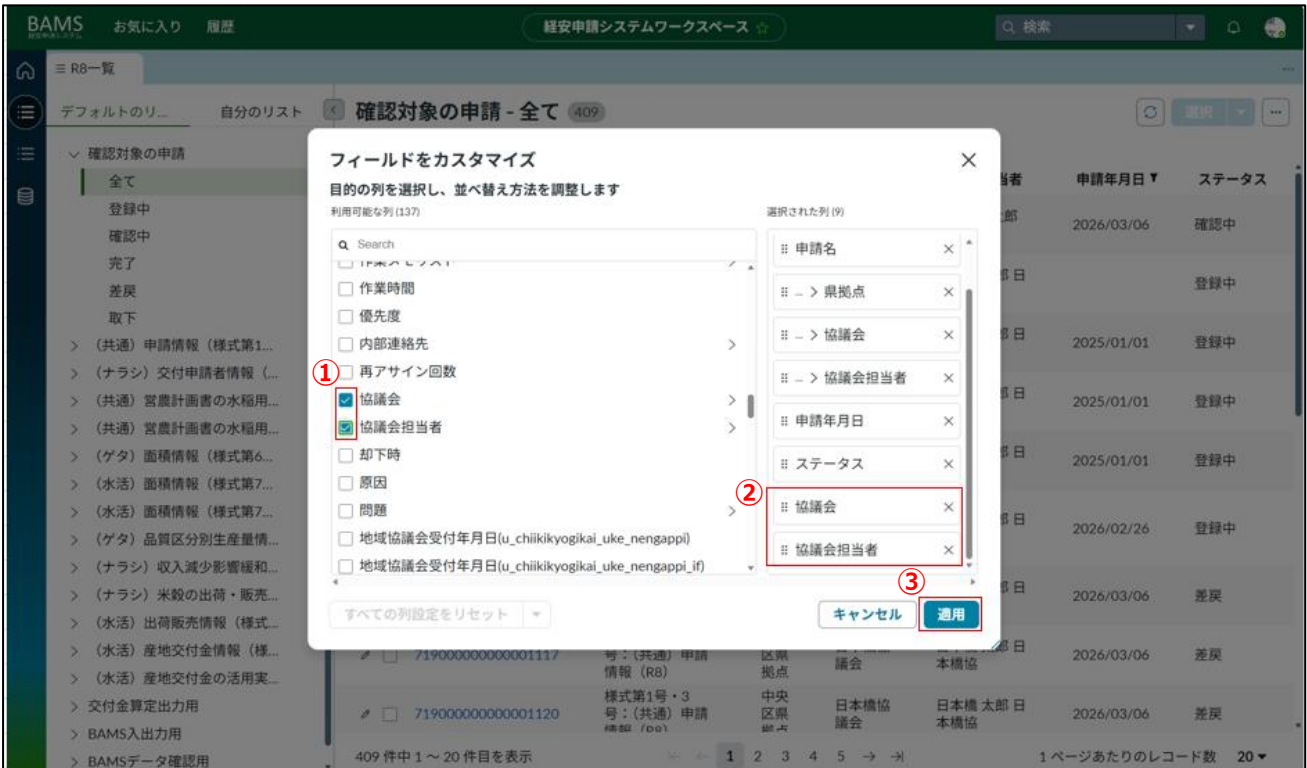 BAMS
経安申請システム
お気に入り
履歴
経安申請システムワークスペース ☆
検索
R8一覧
デフォルトのリ...
自分のリスト
確認対象の申請 - 全て 409
選択
確認対象の申請
全て
登録中
確認中
完了
差戻
取下
(共通)申請情報(様式第1...
(ナラシ)交付申請者情報(...
(共通)営農計画書の水稲用...
(共通)営農計画書の水稲用...
(ゲタ)面積情報(様式第6...
(水活)面積情報(様式第7...
(水活)面積情報(様式第7...
(ゲタ)品質区分別生産量情...
(ナラシ)収入減少影響緩和...
(ナラシ)米穀の出荷・販売...
(水活)出荷販売情報(様式...
(水活)産地交付金情報(様...
(水活)産地交付金の活用実...
交付金算定出力用
BAMS入出力用
BAMSデータ確認用
フィールドをカスタマイズ
目的の列を選択し、並べ替え方法を調整します
利用可能な列 (137)
Search
作業時間
優先度
内部連絡先
再アサイン回数
①
協議会
協議会担当者
却下時
原因
問題
地域協議会受付年月日(u_chiikikyogikai_uke_nengappi)
地域協議会受付年月日(u_chiikikyogikai_uke_nengappi_if)
選択された列 (9)
申請名
... > 県拠点
... > 協議会
... > 協議会担当者
申請年月日
ステータス
②
協議会
協議会担当者
③
すべての列設定をリセット
キャンセル
適用
当者
申請年月日
ステータス
2026/03/06
確認中
登録中
2025/01/01
登録中
2025/01/01
登録中
2025/01/01
登録中
2026/02/26
登録中
2026/03/06
差戻
719000000000001117
号:(共通)申請
情報(R8)
区県
拠点
議会
本橋協
2026/03/06
差戻
719000000000001120
様式第1号・3
号:(共通)申請
中央
区県
日本橋協
議会
日本橋 太郎 日
本橋協
2026/03/06
差戻
409 件中 1 ~ 20 件目を表示
1 2 3 4 5
1 ページあたりのレコード数 20